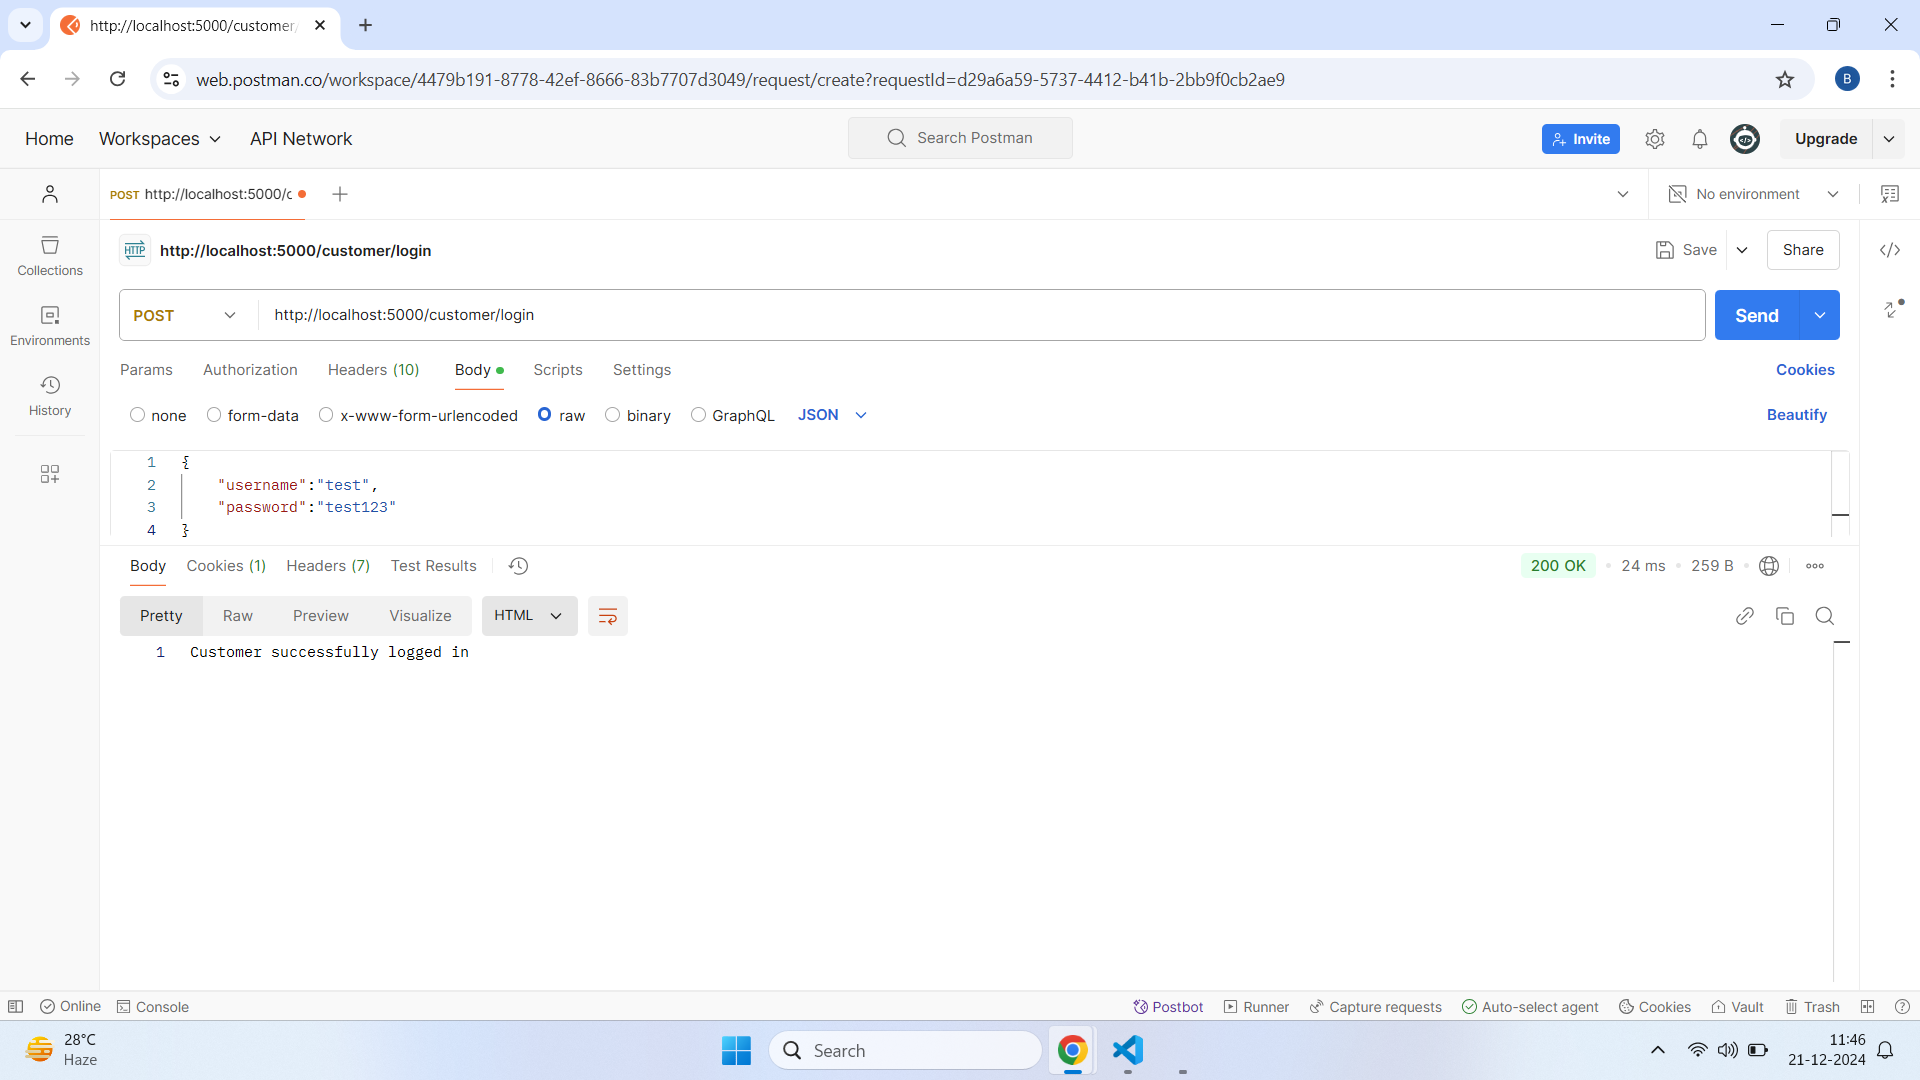 http://localhost:5000/customer/
web.postman.co/workspace/4479b191-8778-42ef-8666-83b7707d3049/request/create?requestId=d29a6a59-5737-4412-b41b-2bb9f0cb2ae9
B
Home Workspaces API Network Search Postman Invite Upgrade
POST http://localhost:5000/c No environment
HTTP http://localhost:5000/customer/login Save Share
Collections
Environments
History
POST http://localhost:5000/customer/login Send
Params Authorization Headers (10) Body Scripts Settings Cookies
none form-data x-www-form-urlencoded raw binary GraphQL JSON Beautify
1 {
2 "username":"test",
3 "password":"test123"
4 }
Body Cookies (1) Headers (7) Test Results 200 OK 24 ms 259 B
Pretty Raw Preview Visualize HTML
1 Customer successfully logged in
Online Console Postbot Runner Capture requests Auto-select agent Cookies Vault Trash
28°C
Haze
Search
11:46
21-12-2024